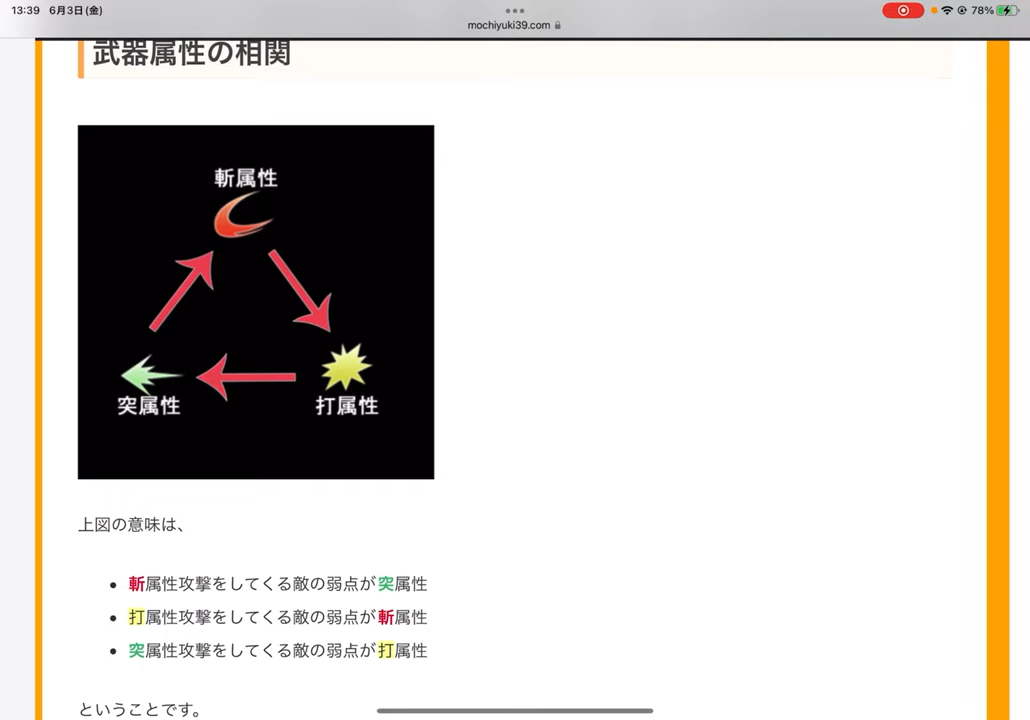 13:39 6月3日(金)
78%
mochiyuki39.com
武器属性の相関
斬属性
突属性
打属性
上図の意味は、
• 斬属性攻撃をしてくる敵の弱点が突属性
• 打属性攻撃をしてくる敵の弱点が斬属性
• 突属性攻撃をしてくる敵の弱点が打属性
ということです。